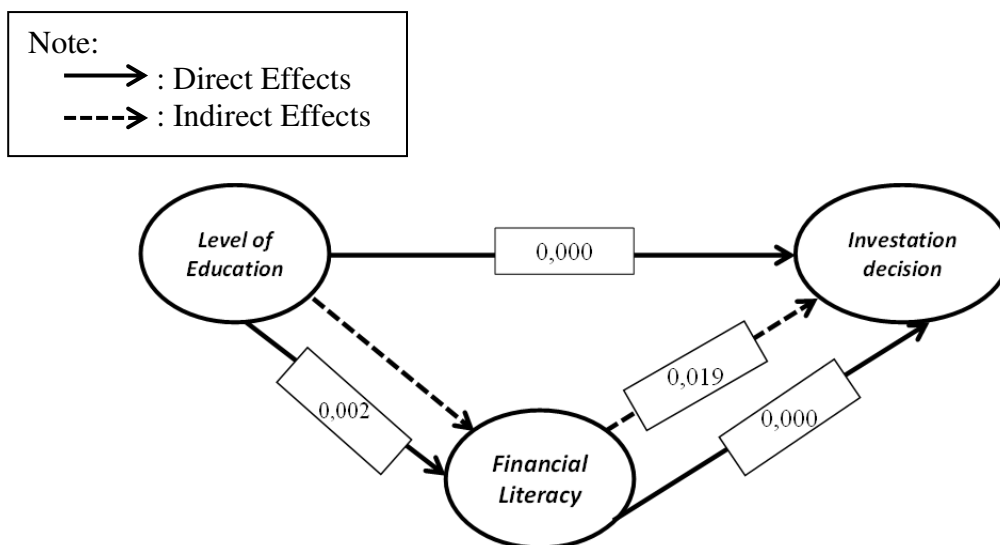 Note:
: Direct Effects
: Indirect Effects
Level of
Education
0,000
Investation
decision
0,002
0,019
0,000
Financial
Literacy